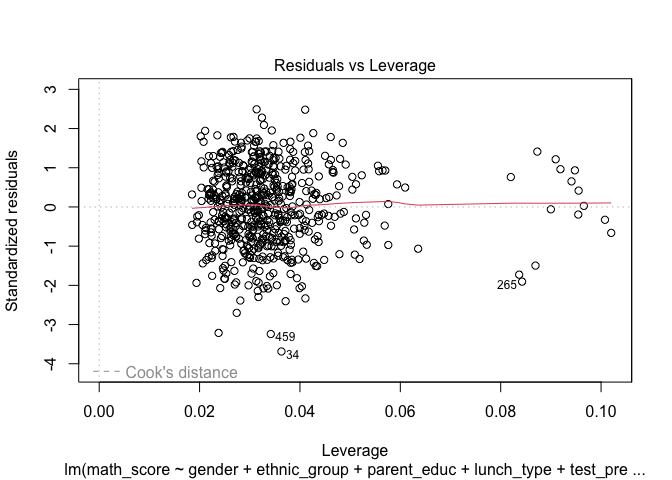 Residuals vs Leverage
Standardized residuals
3
2
1
0
-1
-2
-3
-4
265
459
34
Cook's distance
0.00 0.02 0.04 0.06 0.08 0.10
Leverage
lm(math_score ~ gender + ethnic_group + parent_educ + lunch_type + test_pre ...